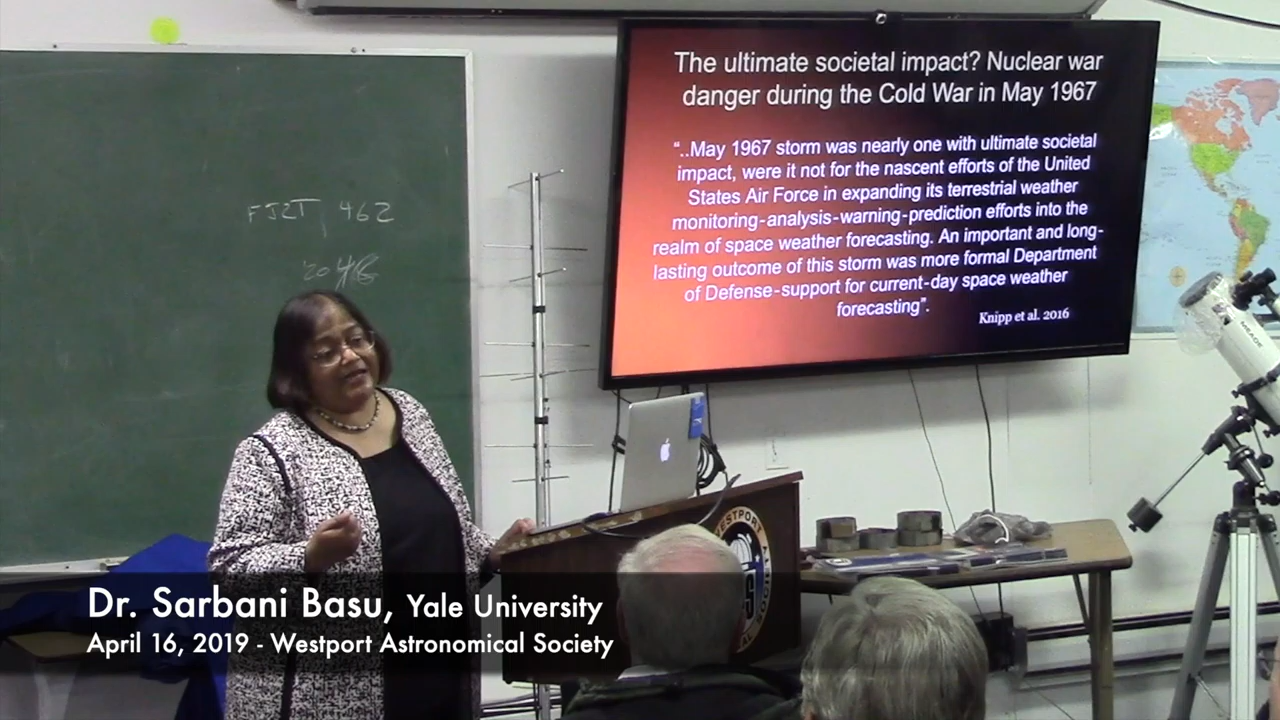 The ultimate societal impact? Nuclear war
danger during the Cold War in May 1967
“..May 1967 storm was nearly one with ultimate societal
impact, were it not for the nascent efforts of the United
States Air Force in expanding its terrestrial weather
monitoring-analysis-warning-prediction efforts into the
realm of space weather forecasting. An important and long-
lasting outcome of this storm was more formal Department
of Defense-support for current-day space weather
forecasting”.
Knipp et al. 2016
462
MEADE
WESTPORT
SOCIETY
Dr. Sarbani Basu, Yale University
April 16, 2019 - Westport Astronomical Society